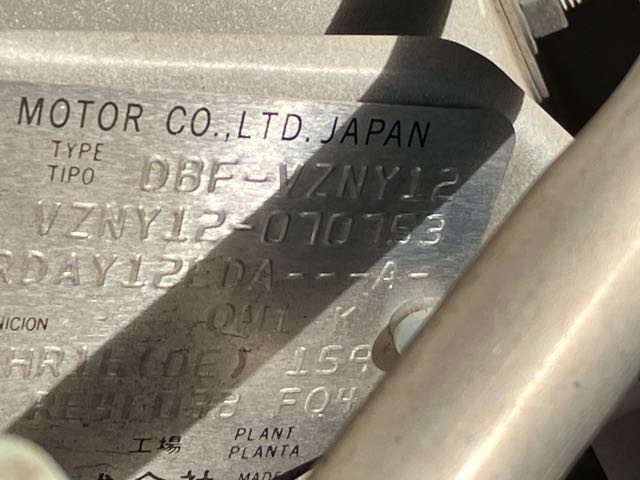 MOTOR CO.,LTD.JAPAN
TYPE
TIPO DBF-VZNY12
VZNY12-070753
RDAY12EDA---A-
NICION QM1 K
HR16(DE) 159
RE4F03B FQ4
工場 PLANT
PLANTA
MADE